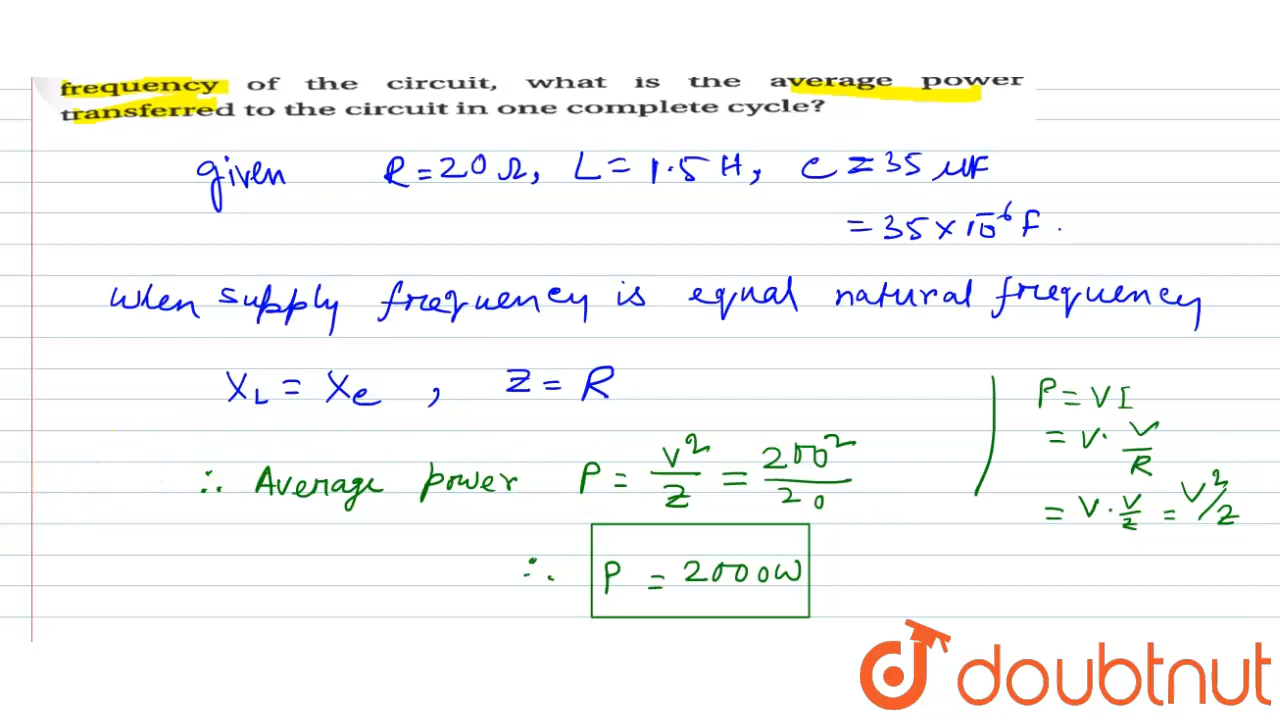 frequency of the circuit, what is the average power
transferred to the circuit in one complete cycle?
given R = 20 Ω, L = 1.5 H, C = 35 μF
= 35 × 10⁻⁶ F .
When supply frequency is equal natural frequency
X_L = X_C , Z = R
∴ Average power P = V²/Z = 200²/20
∴ P = 2000W
P = V I
= V · V/R
= V · V/Z = V²/Z
doubtnut